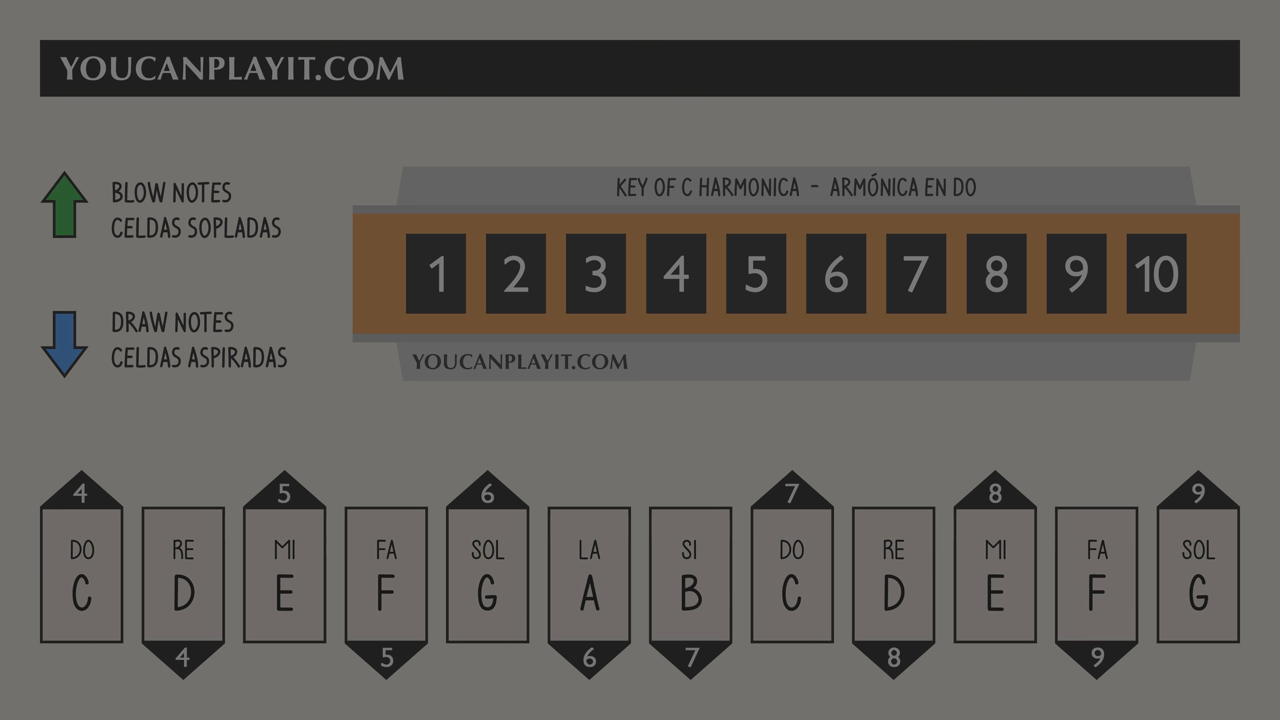 YOUCANPLAYIT.COM
BLOW NOTES
CELDAS SOPLADAS
DRAW NOTES
CELDAS ASPIRADAS
KEY OF C HARMONICA - ARMÓNICA EN DO
1 2 3 4 5 6 7 8 9 10
YOUCANPLAYIT.COM
4 5 6 7 8 9
DO RE MI FA SOL LA SI DO RE MI FA SOL
C D E F G A B C D E F G
4 5 6 7 8 9